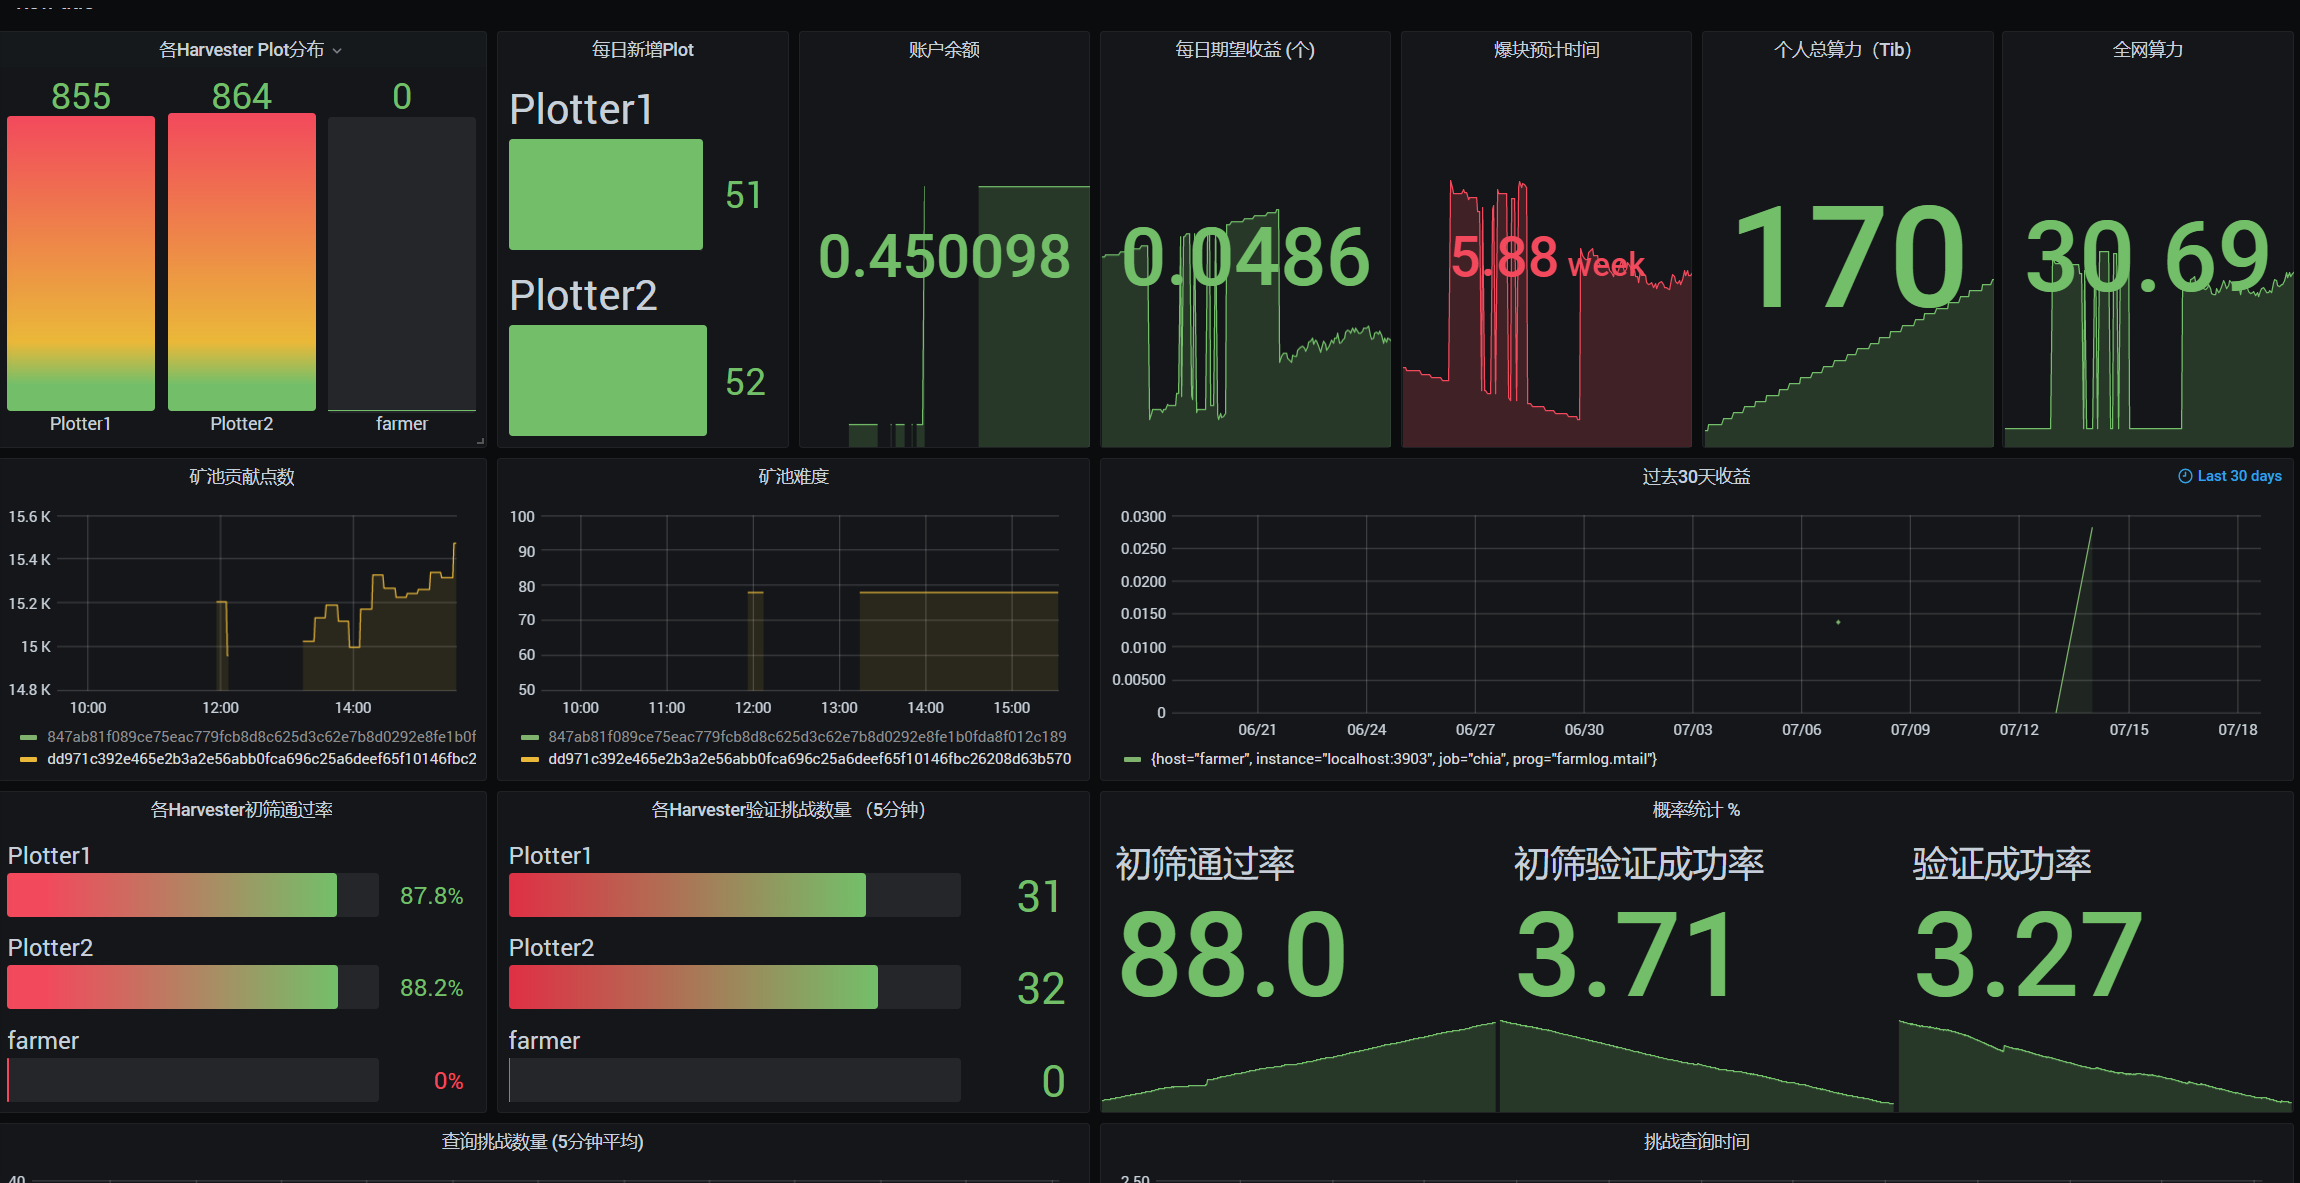 各Harvester Plot分布
855
864
0
Plotter1
Plotter2
farmer
每日新增Plot
Plotter1
51
Plotter2
52
账户余额
0.450098
每日期望收益 (个)
0.0486
爆块预计时间
5.88 week
个人总算力（Tib）
170
全网算力
30.69
矿池贡献点数
15.6 K
15.4 K
15.2 K
15 K
14.8 K
10:00
12:00
14:00
847ab81f089ce75eac779fcb8d8c625d3c62e7b8d0292e8fe1b0f
dd971c392e465e2b3a2e56abb0fca696c25a6deef65f10146fbc2
矿池难度
100
90
80
70
60
50
10:00
11:00
12:00
13:00
14:00
15:00
847ab81f089ce75eac779fcb8d8c625d3c62e7b8d0292e8fe1b0fda8f012c189
dd971c392e465e2b3a2e56abb0fca696c25a6deef65f10146fbc26208d63b570
过去30天收益
Last 30 days
0.0300
0.0250
0.0200
0.0150
0.0100
0.00500
0
06/21
06/24
06/27
06/30
07/03
07/06
07/09
07/12
07/15
07/18
{host="farmer", instance="localhost:3903", job="chia", prog="farmlog.mtail"}
各Harvester初筛通过率
Plotter1
87.8%
Plotter2
88.2%
farmer
0%
各Harvester验证挑战数量 （5分钟）
Plotter1
31
Plotter2
32
farmer
0
概率统计 %
初筛通过率
88.0
初筛验证成功率
3.71
验证成功率
3.27
查询挑战数量 (5分钟平均)
40
挑战查询时间
2.50